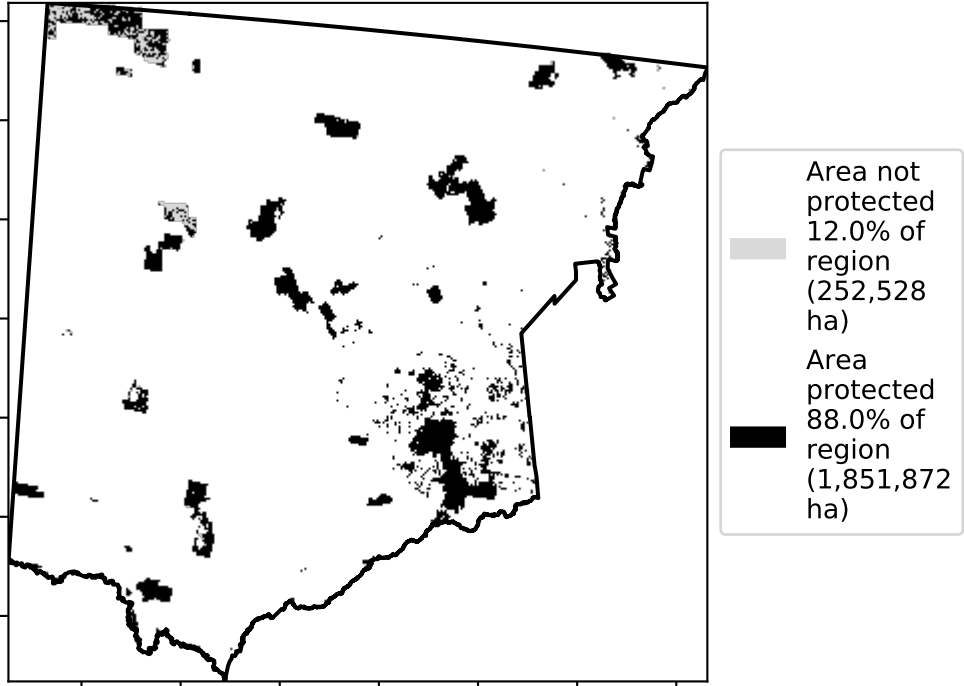 Area not
protected
12.0% of
region
(252,528
ha)
Area
protected
88.0% of
region
(1,851,872
ha)